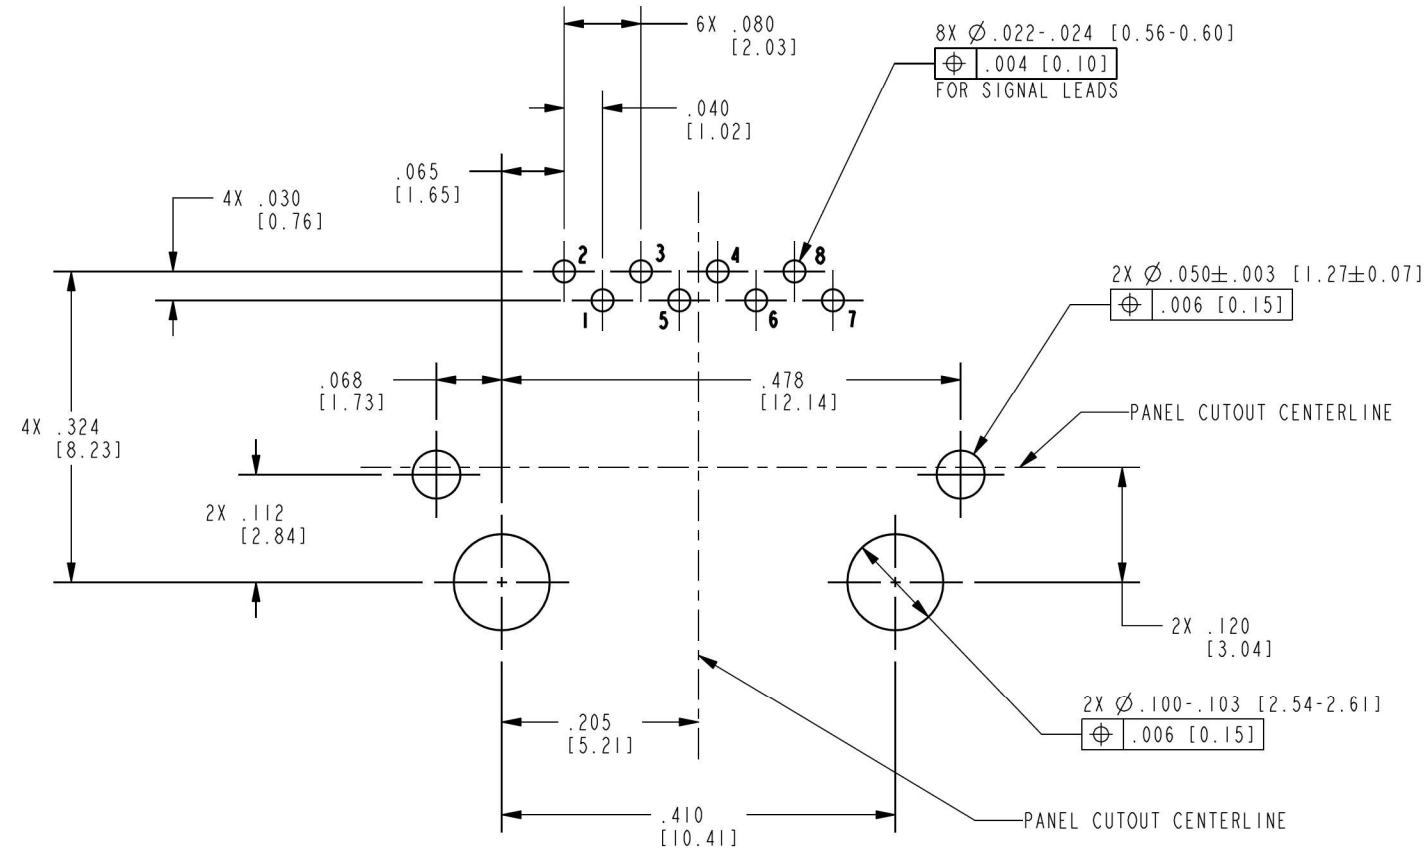 6X .080
[2.03]
8X Ø .022-.024 [0.56-0.60]
⌖ .004 [0.10]
FOR SIGNAL LEADS
.040
[1.02]
.065
[1.65]
4X .030
[0.76]
2 3 4 8
1 5 6 7
2X Ø .050±.003 [1.27±0.07]
⌖ .006 [0.15]
.068
[1.73]
.478
[12.14]
PANEL CUTOUT CENTERLINE
4X .324
[8.23]
2X .112
[2.84]
2X .120
[3.04]
2X Ø .100-.103 [2.54-2.61]
⌖ .006 [0.15]
.205
[5.21]
.410
[10.41]
PANEL CUTOUT CENTERLINE